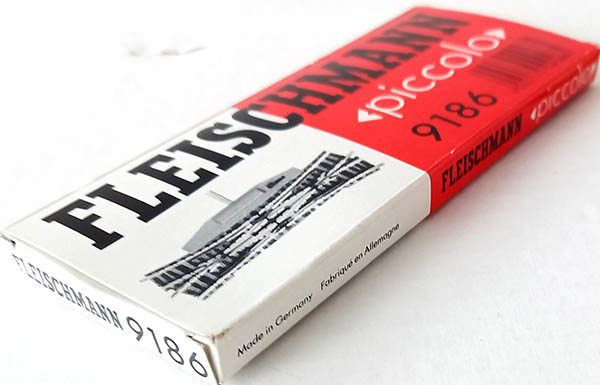 FLEISCHMANN
piccolo
9186
FLEISCHMANN piccolo
Made in Germany Fabriqué en Allemagne
FLEISCHMANN 9186